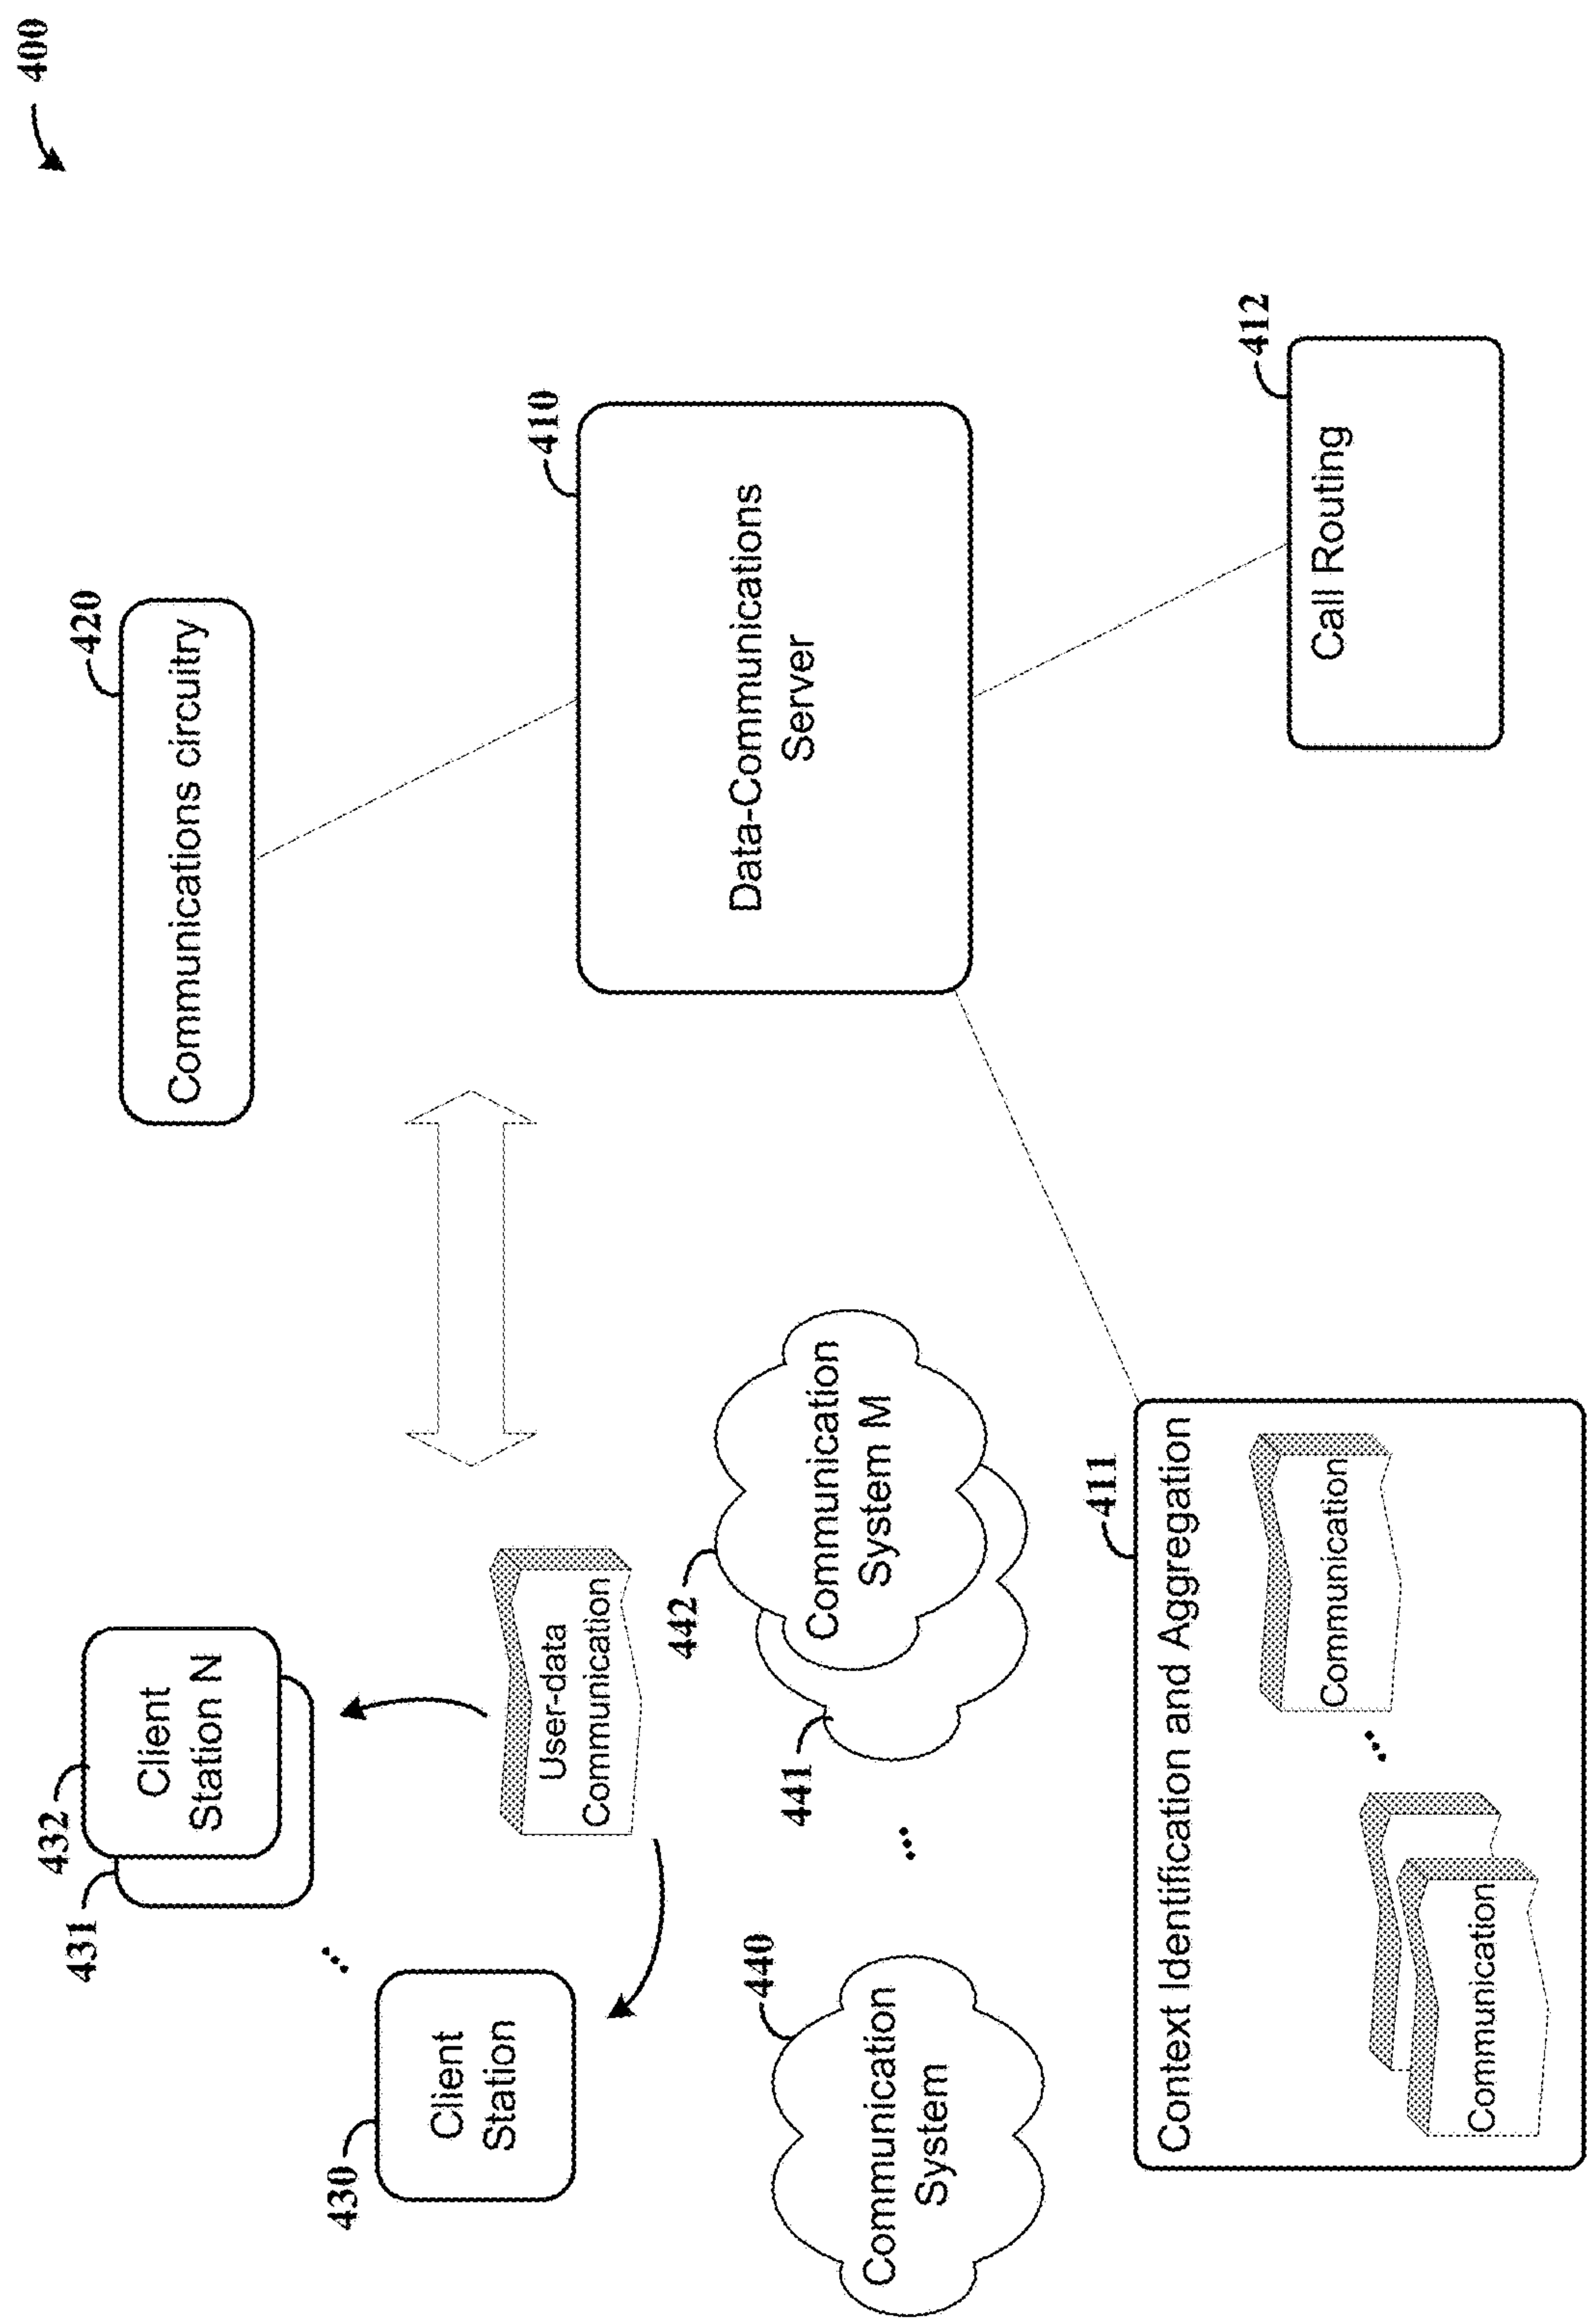 400
432
431
Client
Station N
420
Communications circuitry
430
Client
Station
User-data
Communication
410
Data-Communications
Server
440
Communication
System
441
442
Communication
System M
411
Context Identification and Aggregation
Communication
Communication
412
Call Routing